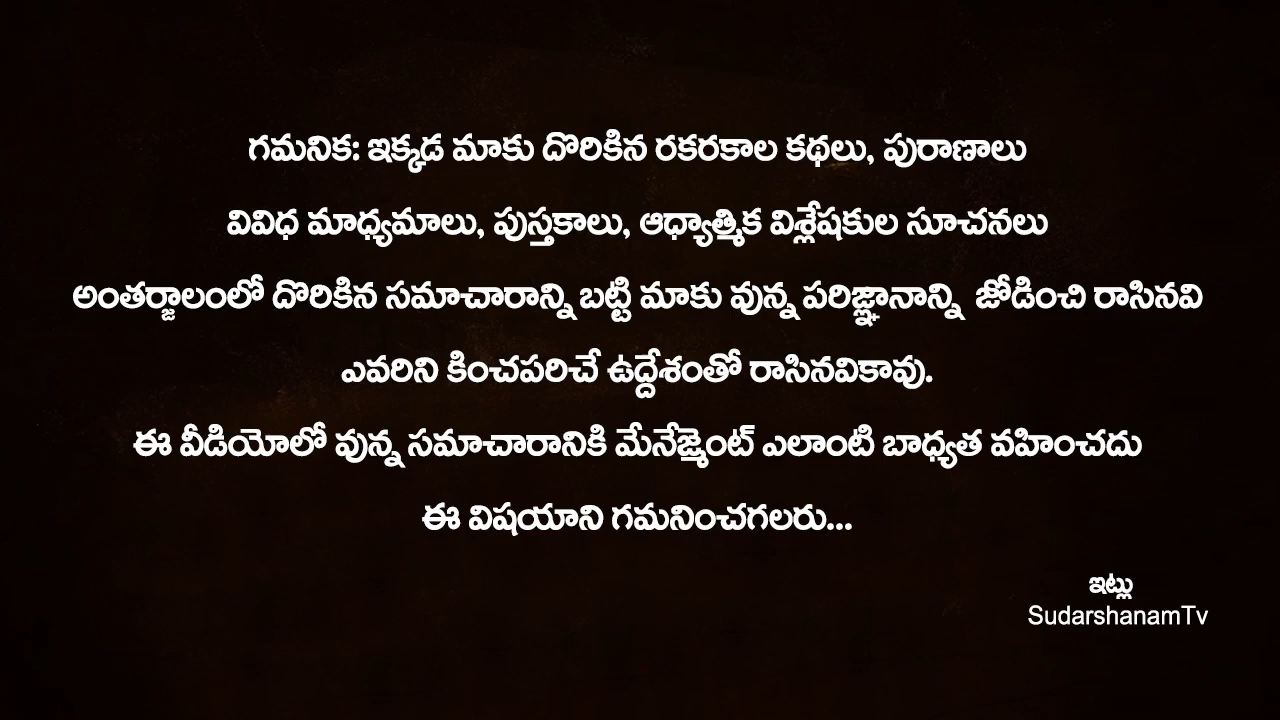 గమనిక: ఇక్కడ మాకు దొరికిన రకరకాల కథలు, పురాణాలు
వివిధ మాధ్యమాలు, పుస్తకాలు, ఆధ్యాత్మిక విశ్లేషకుల సూచనలు
అంతర్జాలంలో దొరికిన సమాచారాన్ని బట్టి మాకు వున్న పరిజ్ఞానాన్ని జోడించి రాసినవి
ఎవరిని కించపరిచే ఉద్దేశంతో రాసినవికావు.
ఈ వీడియోలో వున్న సమాచారానికి మేనేజ్మెంట్ ఎలాంటి బాధ్యత వహించదు
ఈ విషయాని గమనించగలరు...
ఇట్లు
SudarshanamTv